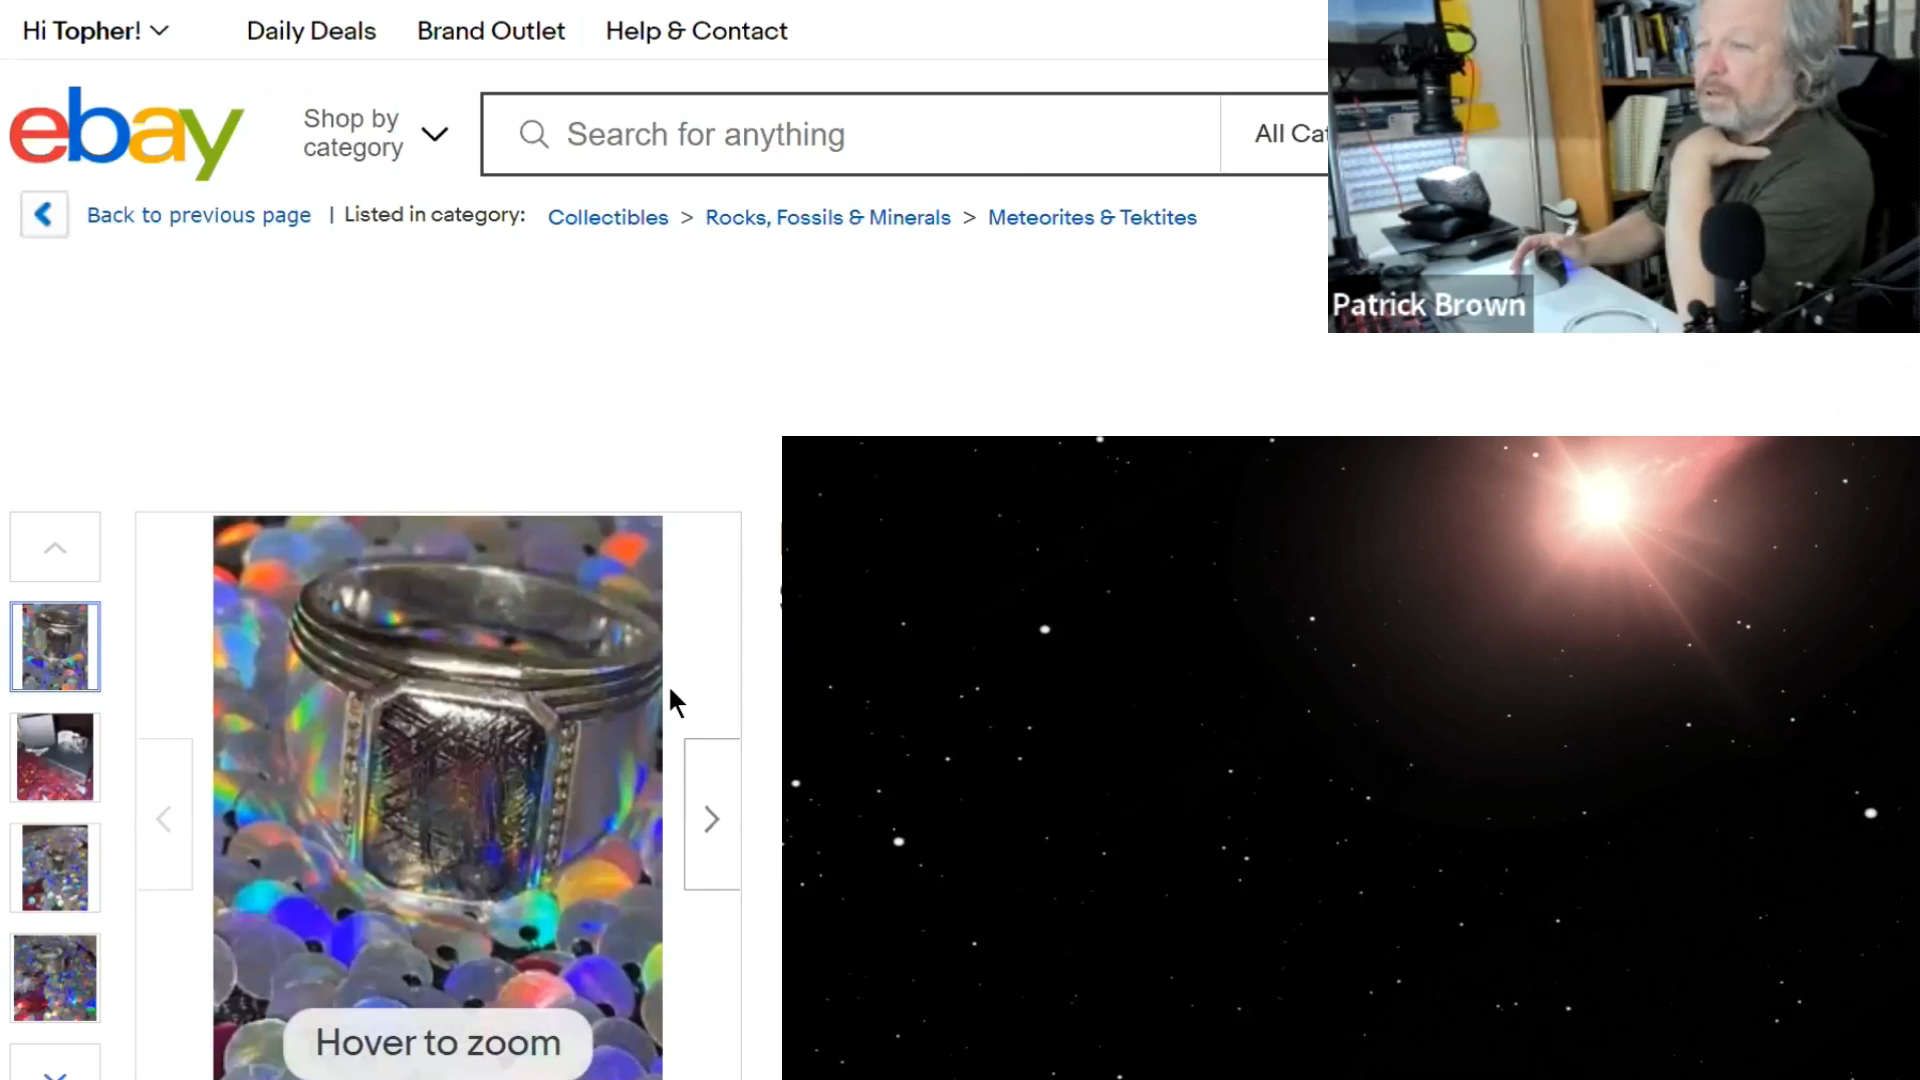 Hi Topher!
Daily Deals
Brand Outlet
Help & Contact
ebay
Shop by
category
Search for anything
All Cat
Back to previous page | Listed in category:
Collectibles > Rocks, Fossils & Minerals > Meteorites & Tektites
Patrick Brown
Hover to zoom